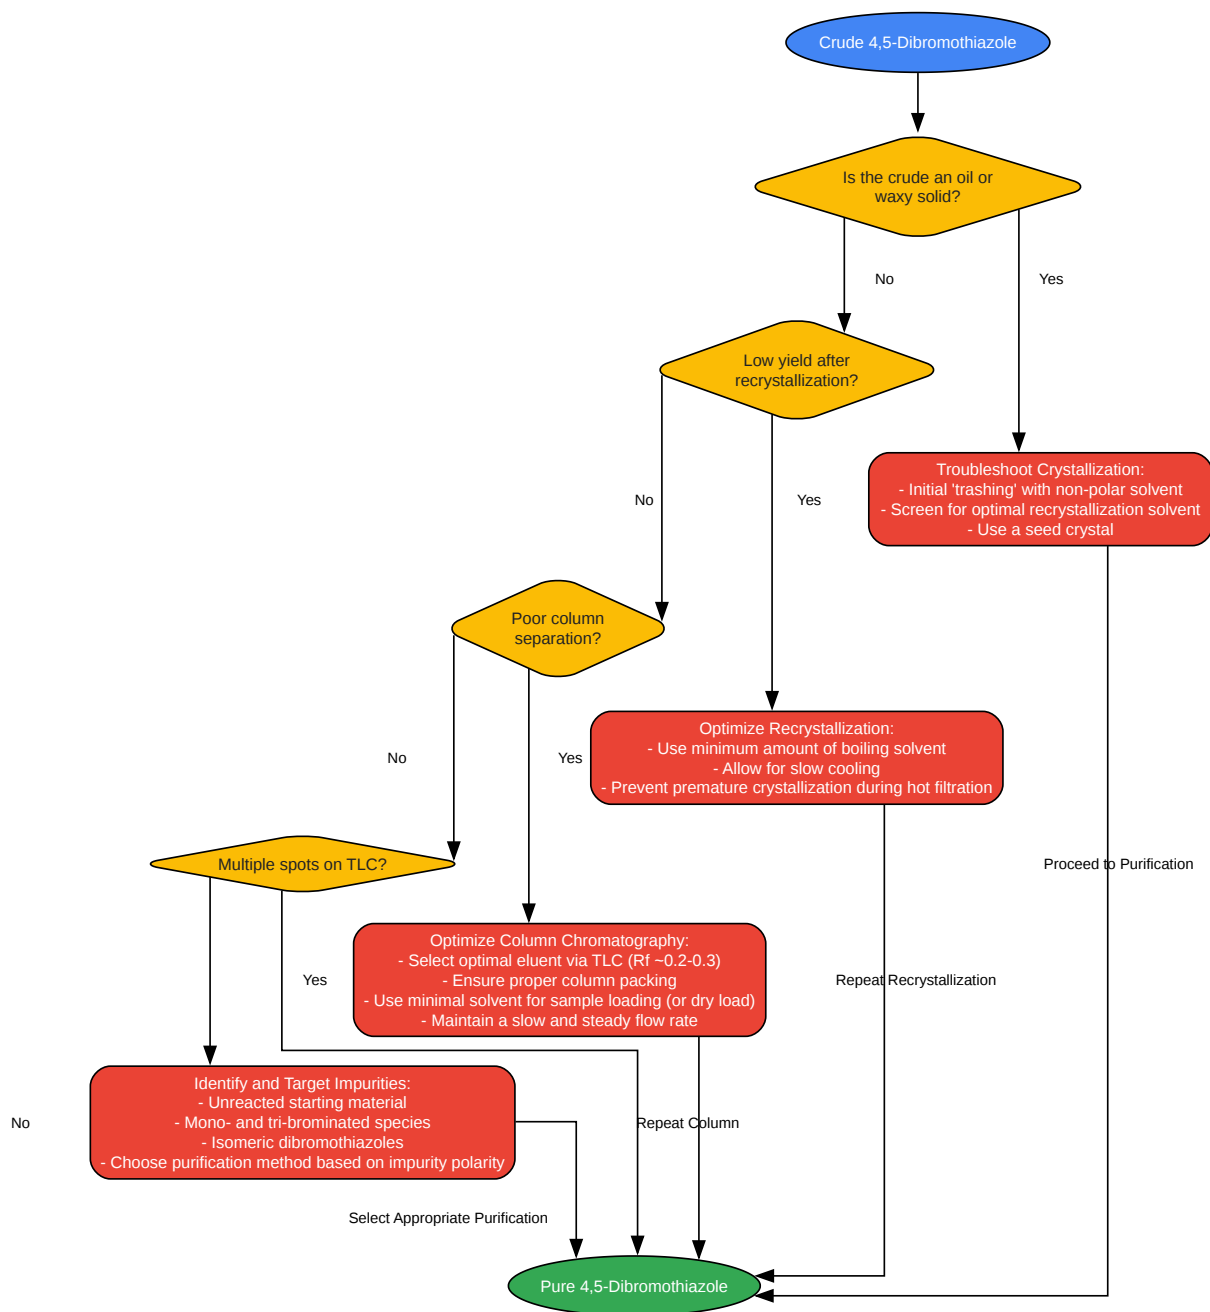 Crude 4,5-Dibromothiazole
Is the crude an oil or
waxy solid?
No
Yes
Low yield after
recrystallization?
Troubleshoot Crystallization:
- Initial 'trashing' with non-polar solvent
- Screen for optimal recrystallization solvent
- Use a seed crystal
No
Yes
Poor column
separation?
Optimize Recrystallization:
- Use minimum amount of boiling solvent
- Allow for slow cooling
- Prevent premature crystallization during hot filtration
No
Yes
Multiple spots on TLC?
Proceed to Purification
Optimize Column Chromatography:
- Select optimal eluent via TLC (Rf ~0.2-0.3)
- Ensure proper column packing
- Use minimal solvent for sample loading (or dry load)
- Maintain a slow and steady flow rate
Yes
Repeat Recrystallization
Identify and Target Impurities:
- Unreacted starting material
- Mono- and tri-brominated species
- Isomeric dibromothiazoles
- Choose purification method based on impurity polarity
No
Repeat Column
Select Appropriate Purification
Pure 4,5-Dibromothiazole